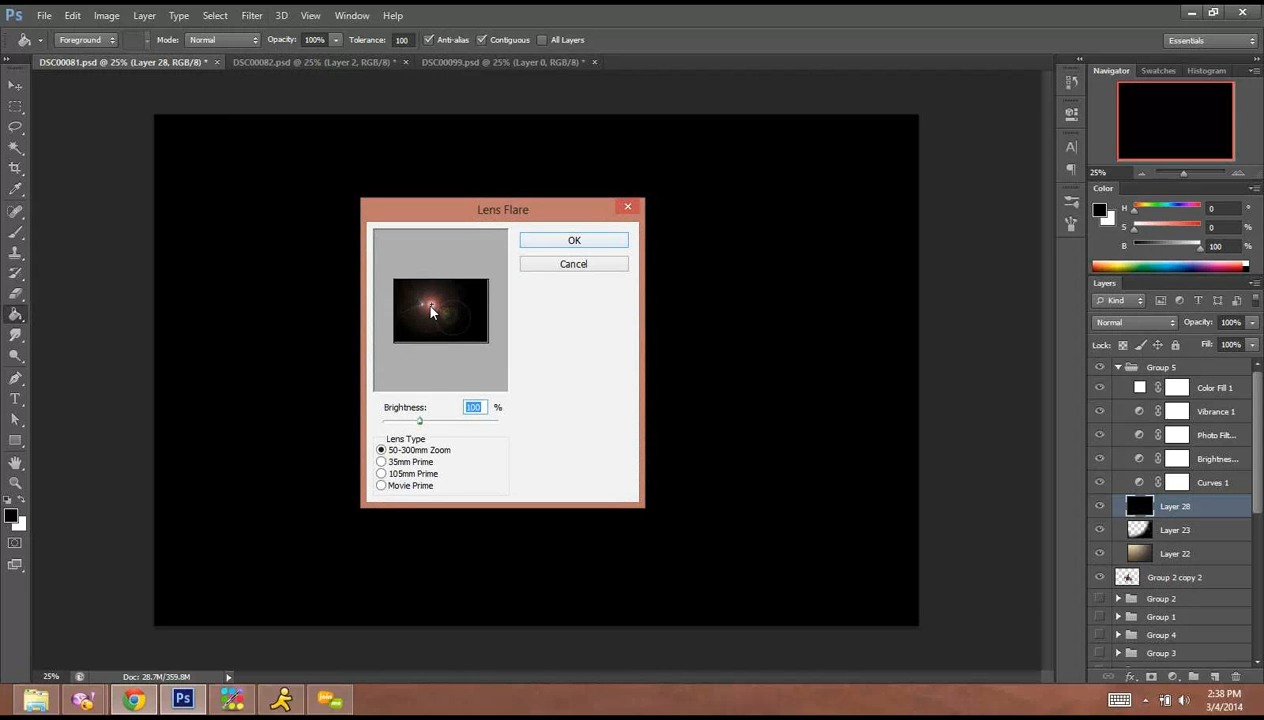 Ps File Edit Image Layer Type Select Filter 3D View Window Help
Foreground Mode: Normal Opacity: 100% Tolerance: 100 Anti-alias Contiguous All Layers Essentials
DSC00081.psd @ 25% (Layer 28, RGB/8) * × DSC00082.psd @ 25% (Layer 2, RGB/8) * × DSC00099.psd @ 25% (Layer 0, RGB/8) * ×
Navigator Swatches Histogram
25%
Color
H 0 °
S 0 %
B 100 %
Layers
Kind
Normal Opacity: 100%
Lock: Fill: 100%
Group 5
Color Fill 1
Vibrance 1
Photo Filt...
Brightnes...
Curves 1
Layer 28
Layer 23
Layer 22
Group 2 copy 2
Group 2
Group 1
Group 4
Group 3
Lens Flare
OK
Cancel
Brightness: 100 %
Lens Type
50-300mm Zoom
35mm Prime
105mm Prime
Movie Prime
25% Doc: 28.7M/359.8M
Ps
2:38 PM
3/4/2014